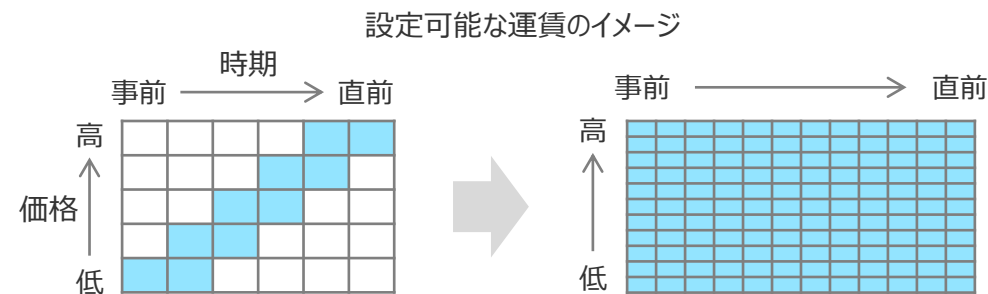 設定可能な運賃のイメージ
時期
事前
直前
高
価格
低
事前
直前
高
低